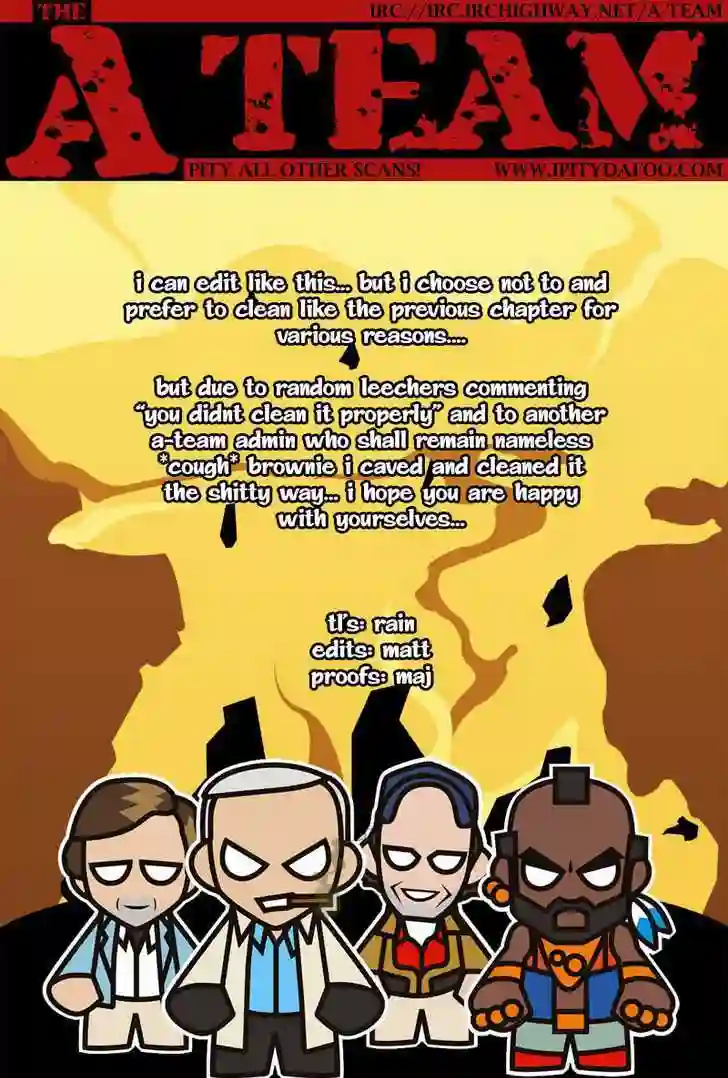 THE
IRC://IRC.IRCHIGHWAY.NET/A-TEAM
A TEAM
PITY ALL OTHER SCANS!
WWW.IPITYDAFOO.COM
i can edit like this... but i choose not to and
prefer to clean like the previous chapter for
various reasons....
but due to random leechers commenting
"you didnt clean it properly" and to another
a-team admin who shall remain nameless
*cough* brownie i caved and cleaned it
the shitty way... i hope you are happy
with yourselves...
tl's: rain
edits: matt
proofs: maj